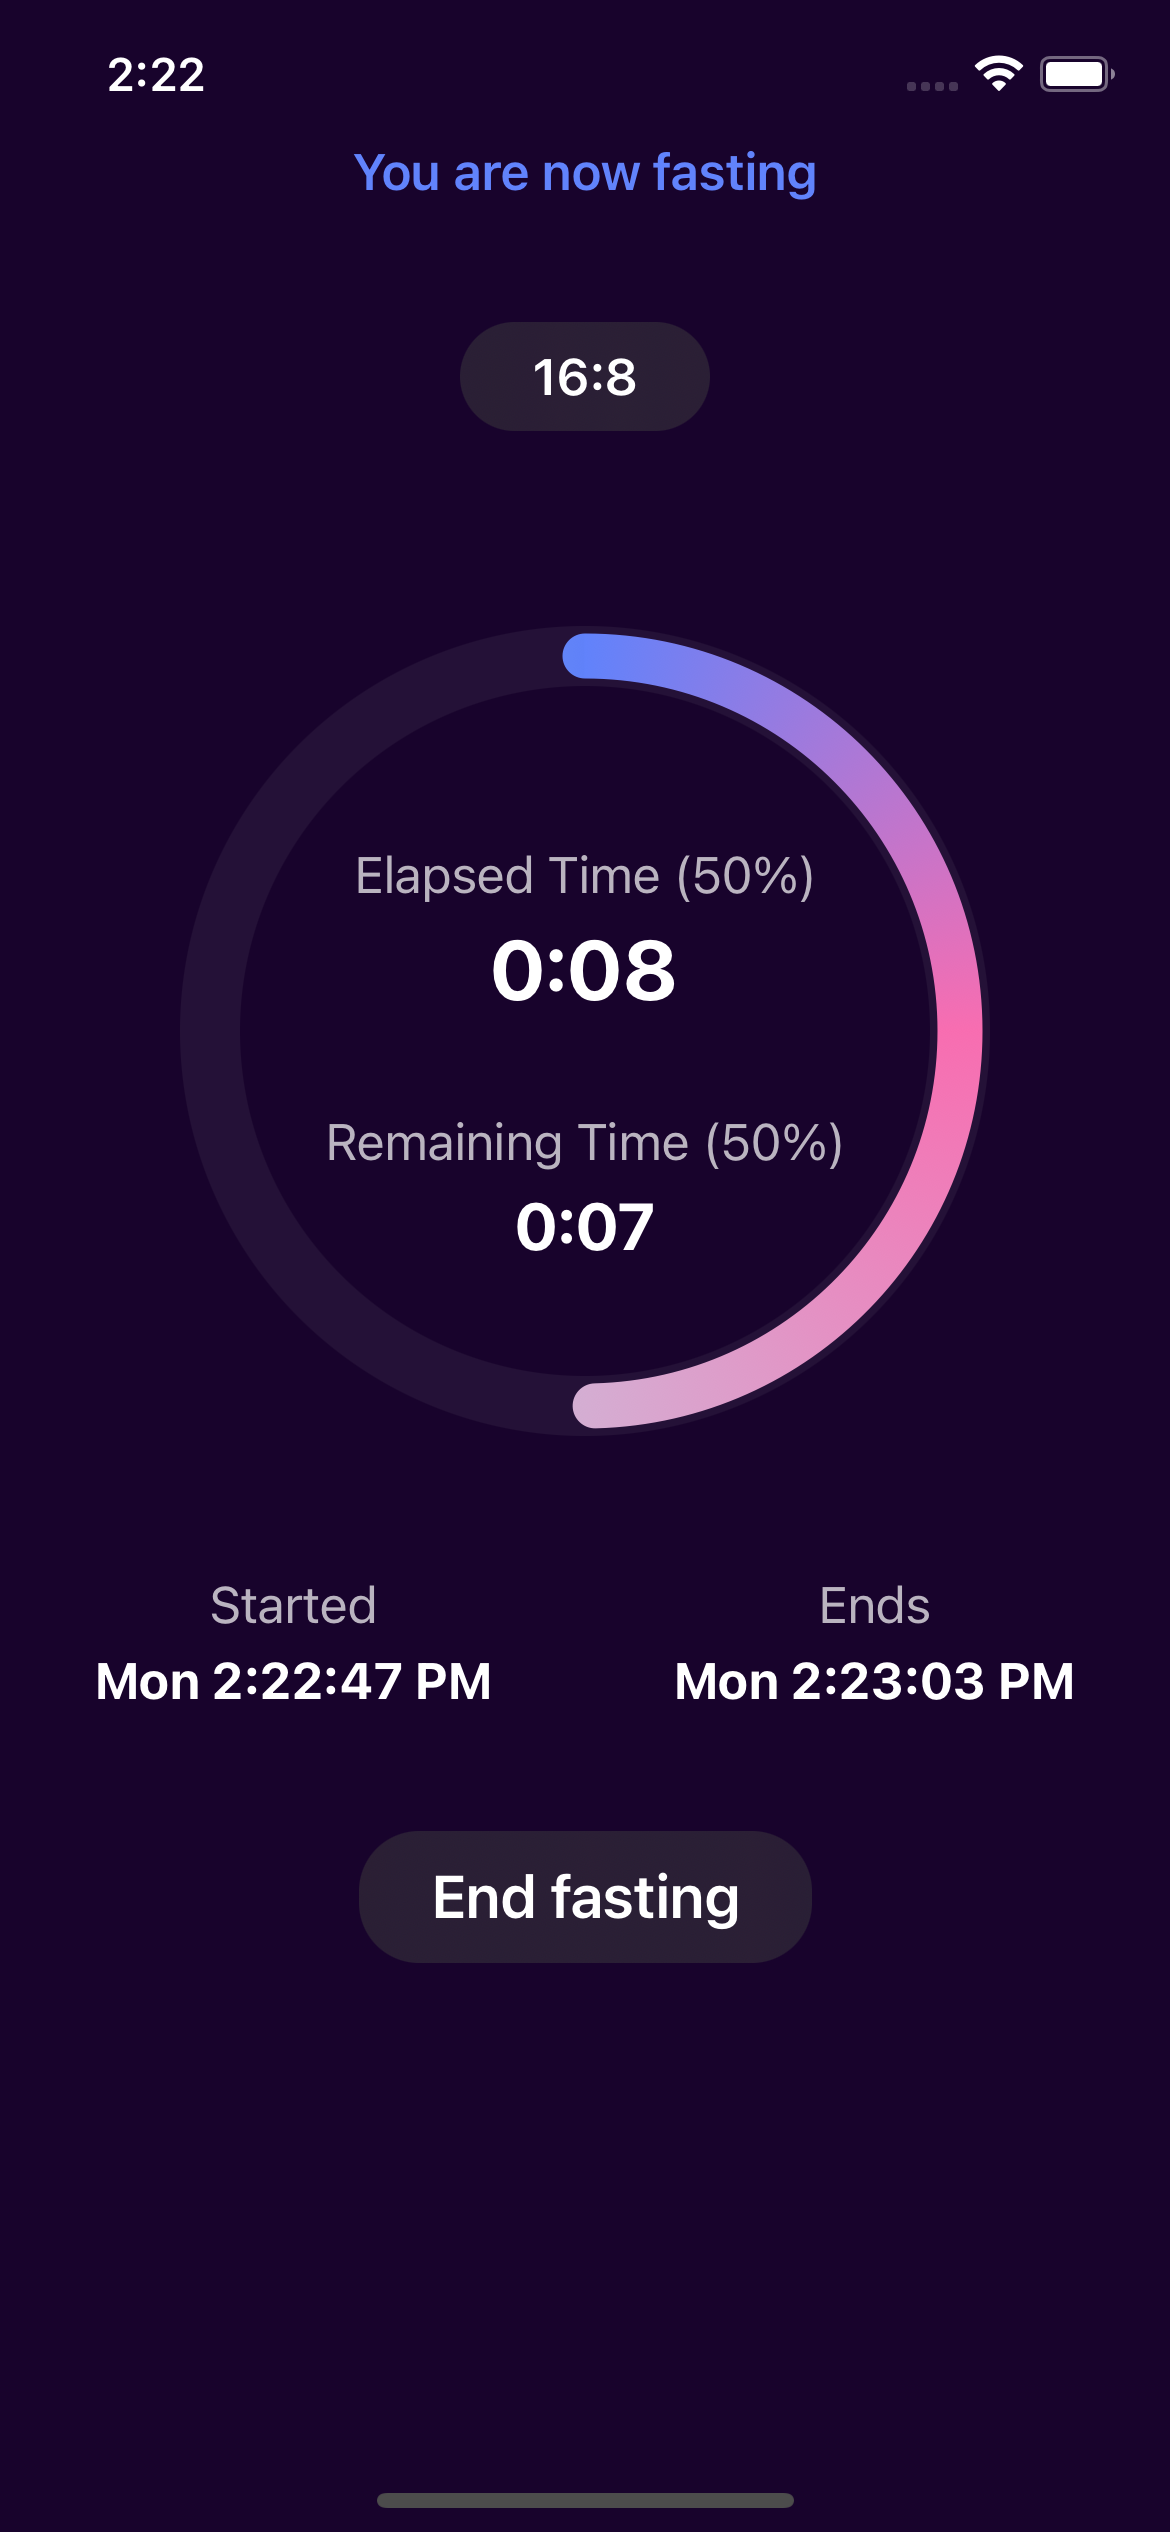 2:22
You are now fasting
16:8
Elapsed Time (50%)
0:08
Remaining Time (50%)
0:07
Started
Ends
Mon 2:22:47 PM
Mon 2:23:03 PM
End fasting